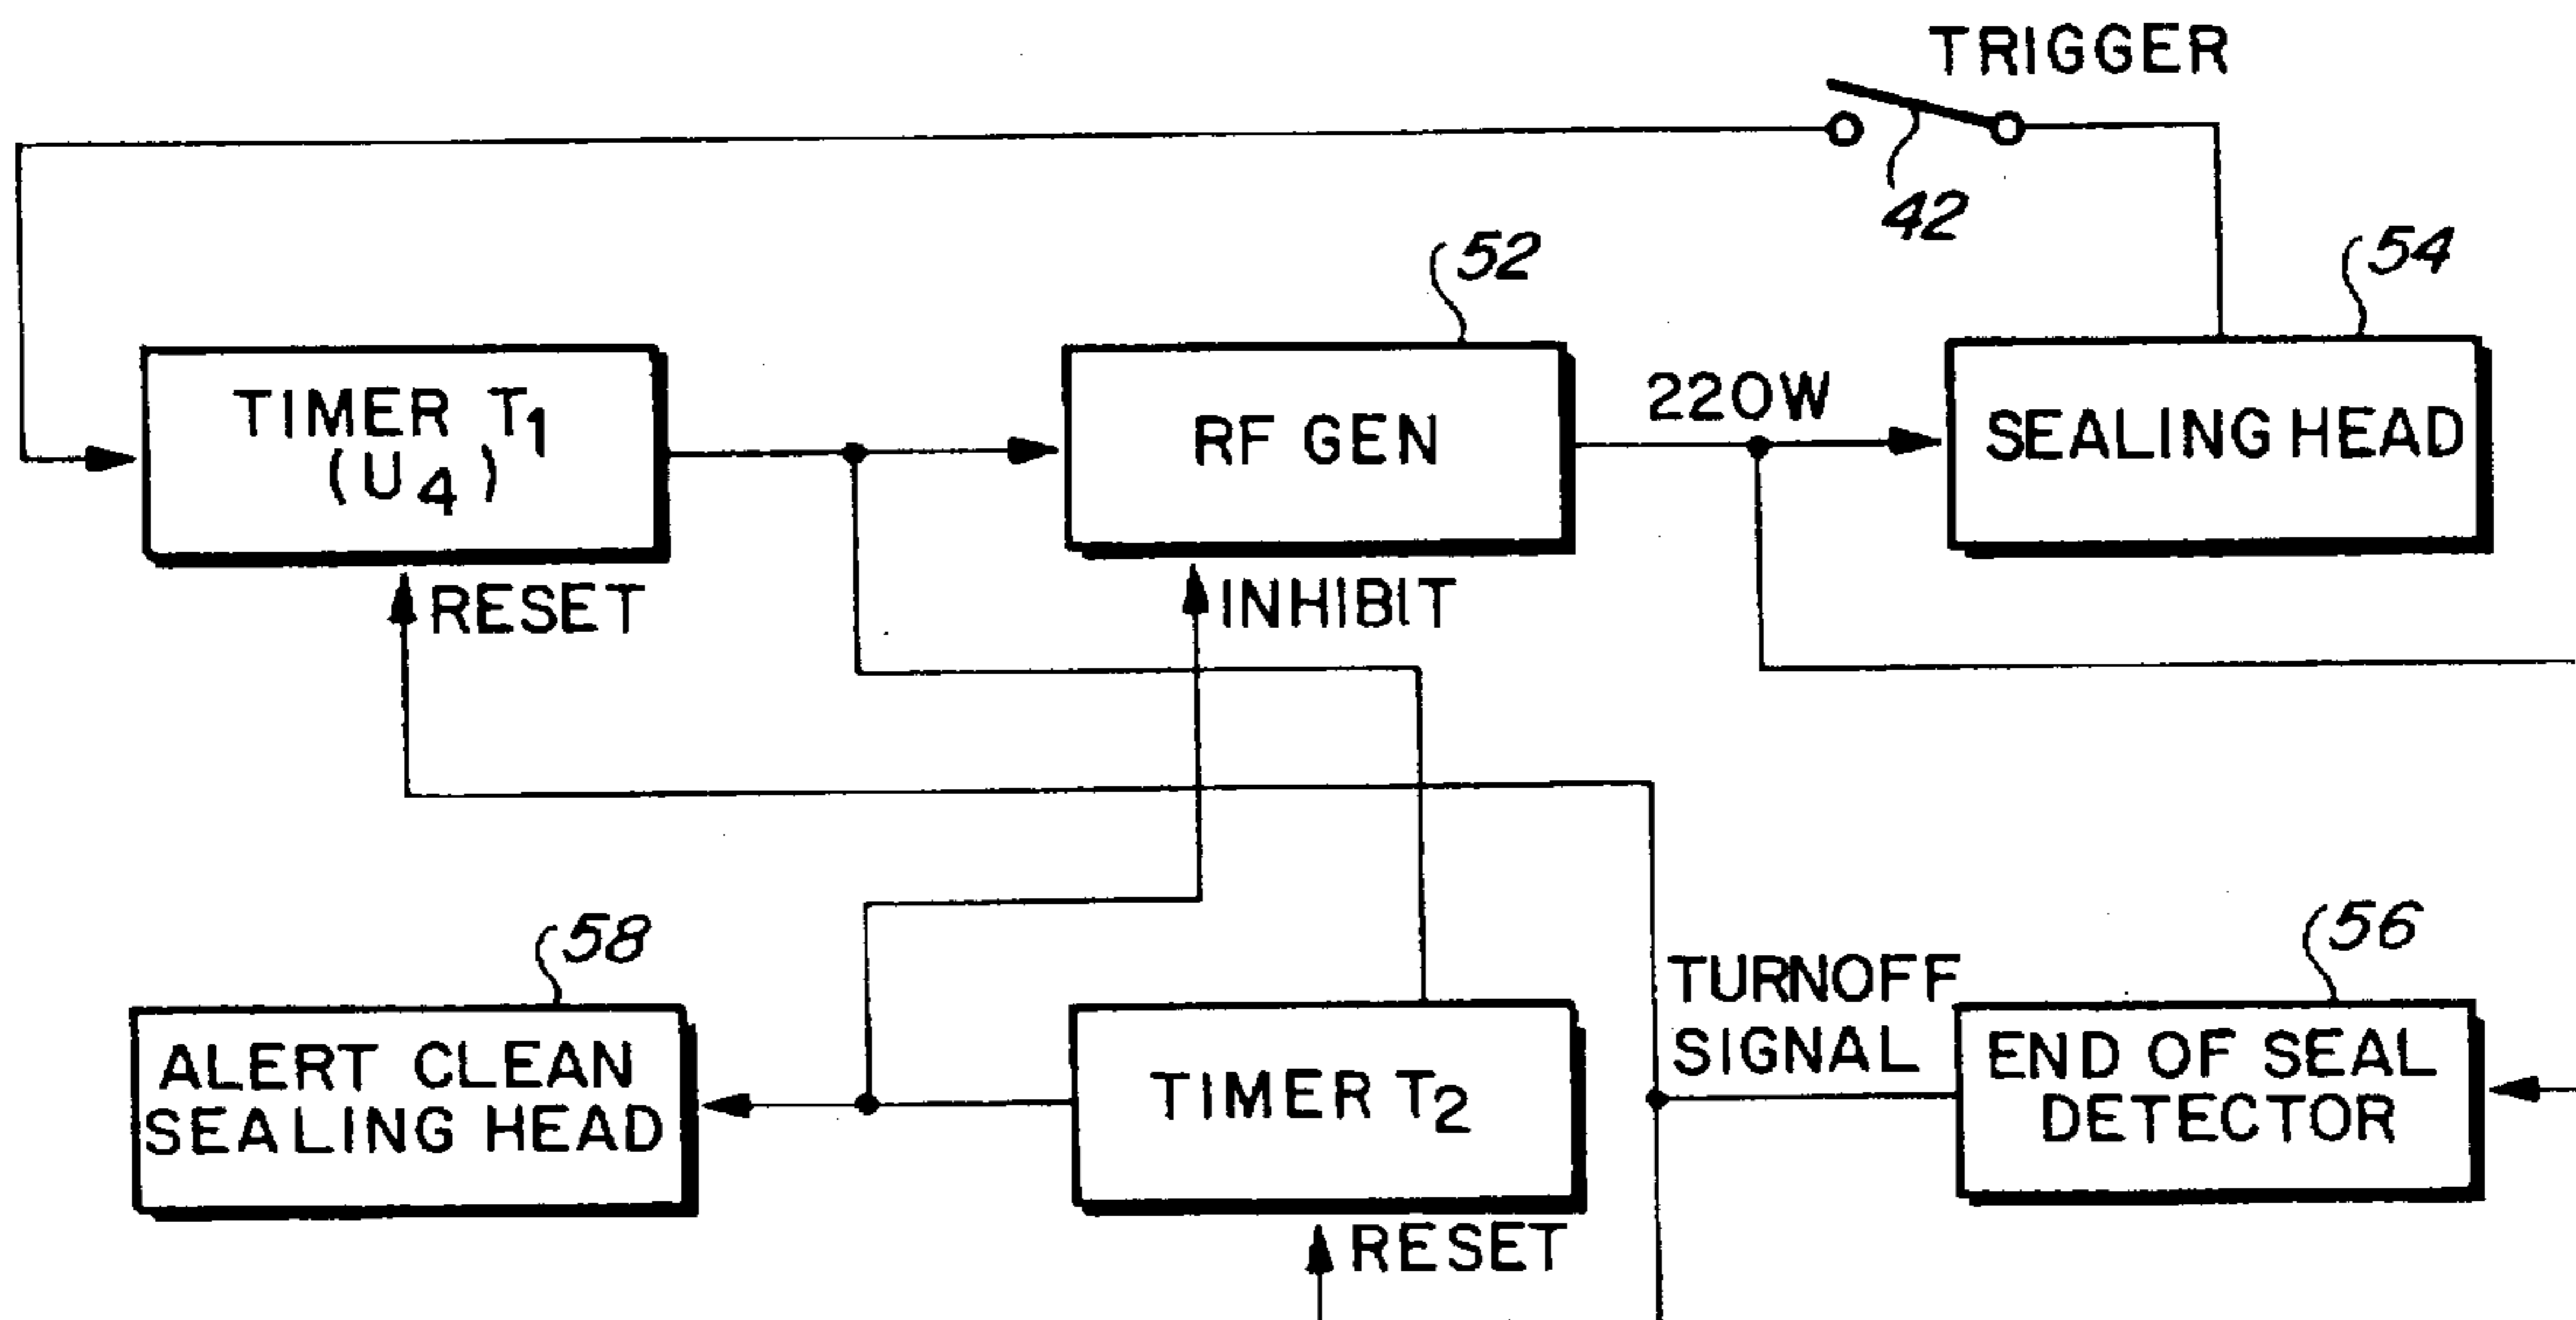 TRIGGER
42
52
54
TIMER T1
(U4)
RF GEN
220W
SEALING HEAD
RESET
INHIBIT
58
56
TURNOFF
SIGNAL
ALERT CLEAN
SEALING HEAD
TIMER T2
END OF SEAL
DETECTOR
RESET